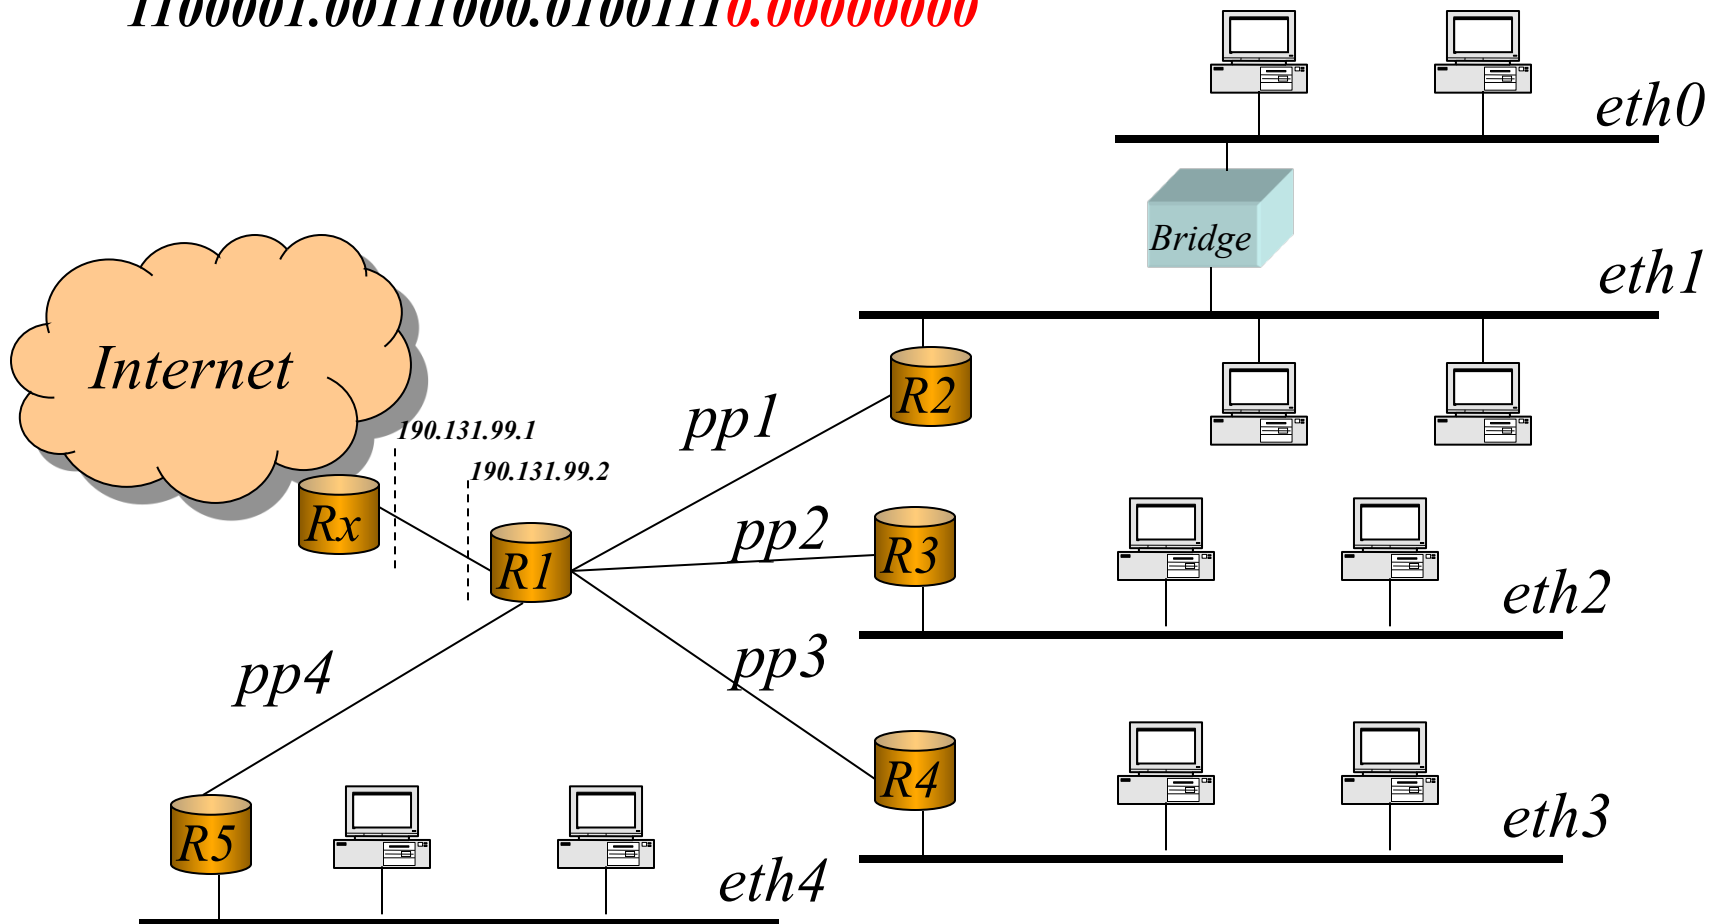 1100001.00111000.01001110.00000000
eth0
Bridge
eth1
Internet
R2
pp1
190.131.99.1
190.131.99.2
Rx
R1
pp2
R3
eth2
pp4
pp3
R4
eth3
R5
eth4